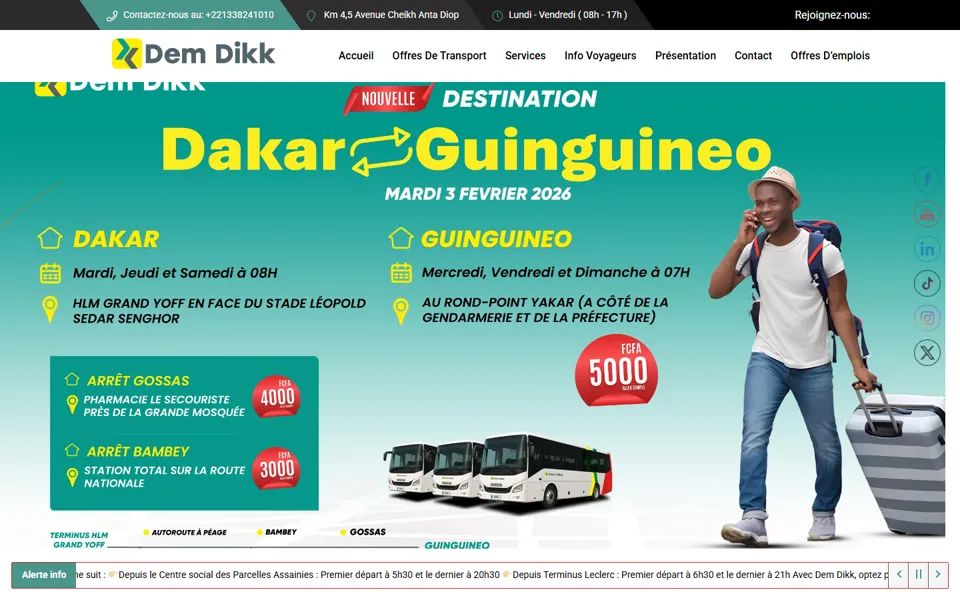 Contactez-nous au: +221338241010
Km 4,5 Avenue Cheikh Anta Diop
Lundi - Vendredi ( 08h - 17h )
Rejoignez-nous:
Dem Dikk
Accueil
Offres De Transport
Services
Info Voyageurs
Présentation
Contact
Offres D'emplois
Dem Dikk
NOUVELLE DESTINATION
Dakar Guinguineo
MARDI 3 FEVRIER 2026
DAKAR
Mardi, Jeudi et Samedi à 08H
HLM GRAND YOFF EN FACE DU STADE LÉOPOLD
SEDAR SENGHOR
GUINGUINEO
Mercredi, Vendredi et Dimanche à 07H
AU ROND-POINT YAKAR (A CÔTÉ DE LA
GENDARMERIE ET DE LA PRÉFECTURE)
FCFA
5000
ARRÊT GOSSAS
PHARMACIE LE SECOURISTE
PRÈS DE LA GRANDE MOSQUÉE
FCFA
4000
ARRÊT BAMBEY
STATION TOTAL SUR LA ROUTE
NATIONALE
FCFA
3000
TERMINUS HLM
GRAND YOFF
AUTOROUTE À PÉAGE
BAMBEY
GOSSAS
GUINGUINEO
Alerte info
ne suit : Depuis le Centre social des Parcelles Assainies : Premier départ à 5h30 et le dernier à 20h30 Depuis Terminus Leclerc : Premier départ à 6h30 et le dernier à 21h Avec Dem Dikk, optez p